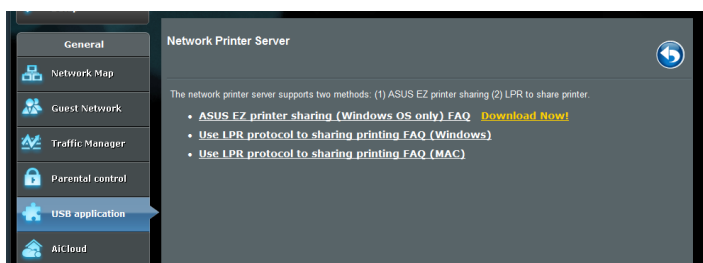 General
Network Map
Guest Network
Traffic Manager
Parental control
USB application
AiCloud
Network Printer Server
The network printer server supports two methods: (1) ASUS EZ printer sharing (2) LPR to share printer.
ASUS EZ printer sharing (Windows OS only) FAQ Download Now!
Use LPR protocol to sharing printing FAQ (Windows)
Use LPR protocol to sharing printing FAQ (MAC)